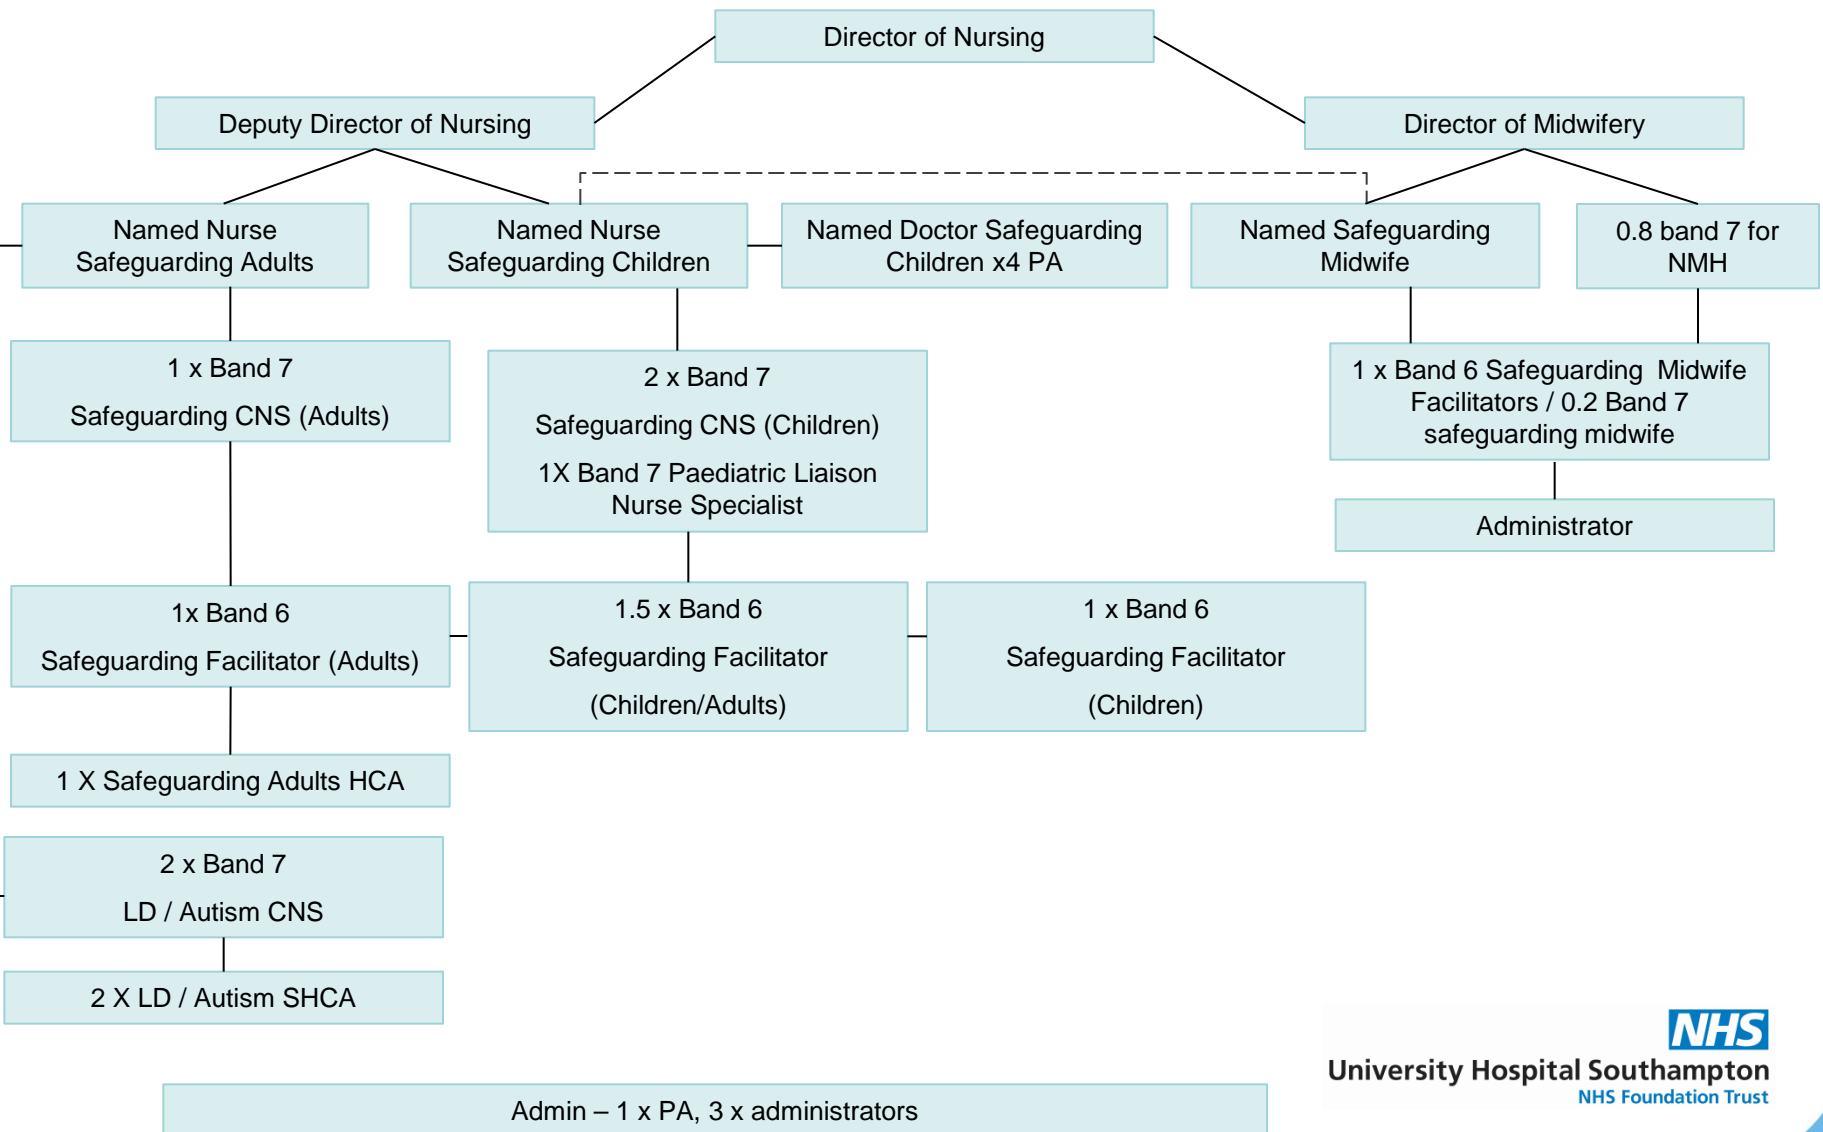 Director of Nursing
Deputy Director of Nursing
Director of Midwifery
Named Nurse
Safeguarding Adults
Named Nurse
Safeguarding Children
Named Doctor Safeguarding
Children x4 PA
Named Safeguarding
Midwife
0.8 band 7 for
NMH
1 x Band 7
Safeguarding CNS (Adults)
2 x Band 7
Safeguarding CNS (Children)
1X Band 7 Paediatric Liaison
Nurse Specialist
1 x Band 6 Safeguarding  Midwife
Facilitators / 0.2 Band 7
safeguarding midwife
Administrator
1x Band 6
Safeguarding Facilitator (Adults)
1.5 x Band 6
Safeguarding Facilitator
(Children/Adults)
1 x Band 6
Safeguarding Facilitator
(Children)
1 X Safeguarding Adults HCA
2 x Band 7
LD / Autism CNS
2 X LD / Autism SHCA
NHS
University Hospital Southampton
NHS Foundation Trust
Admin – 1 x PA, 3 x administrators